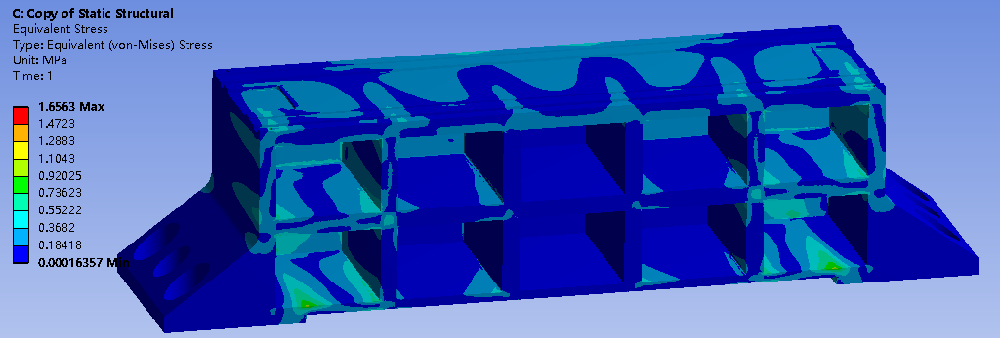 C: Copy of Static Structural
Equivalent Stress
Type: Equivalent (von-Mises) Stress
Unit: MPa
Time: 1
1.6563 Max
1.4723
1.2883
1.1043
0.92025
0.73623
0.55222
0.3682
0.18418
0.00016357 Min